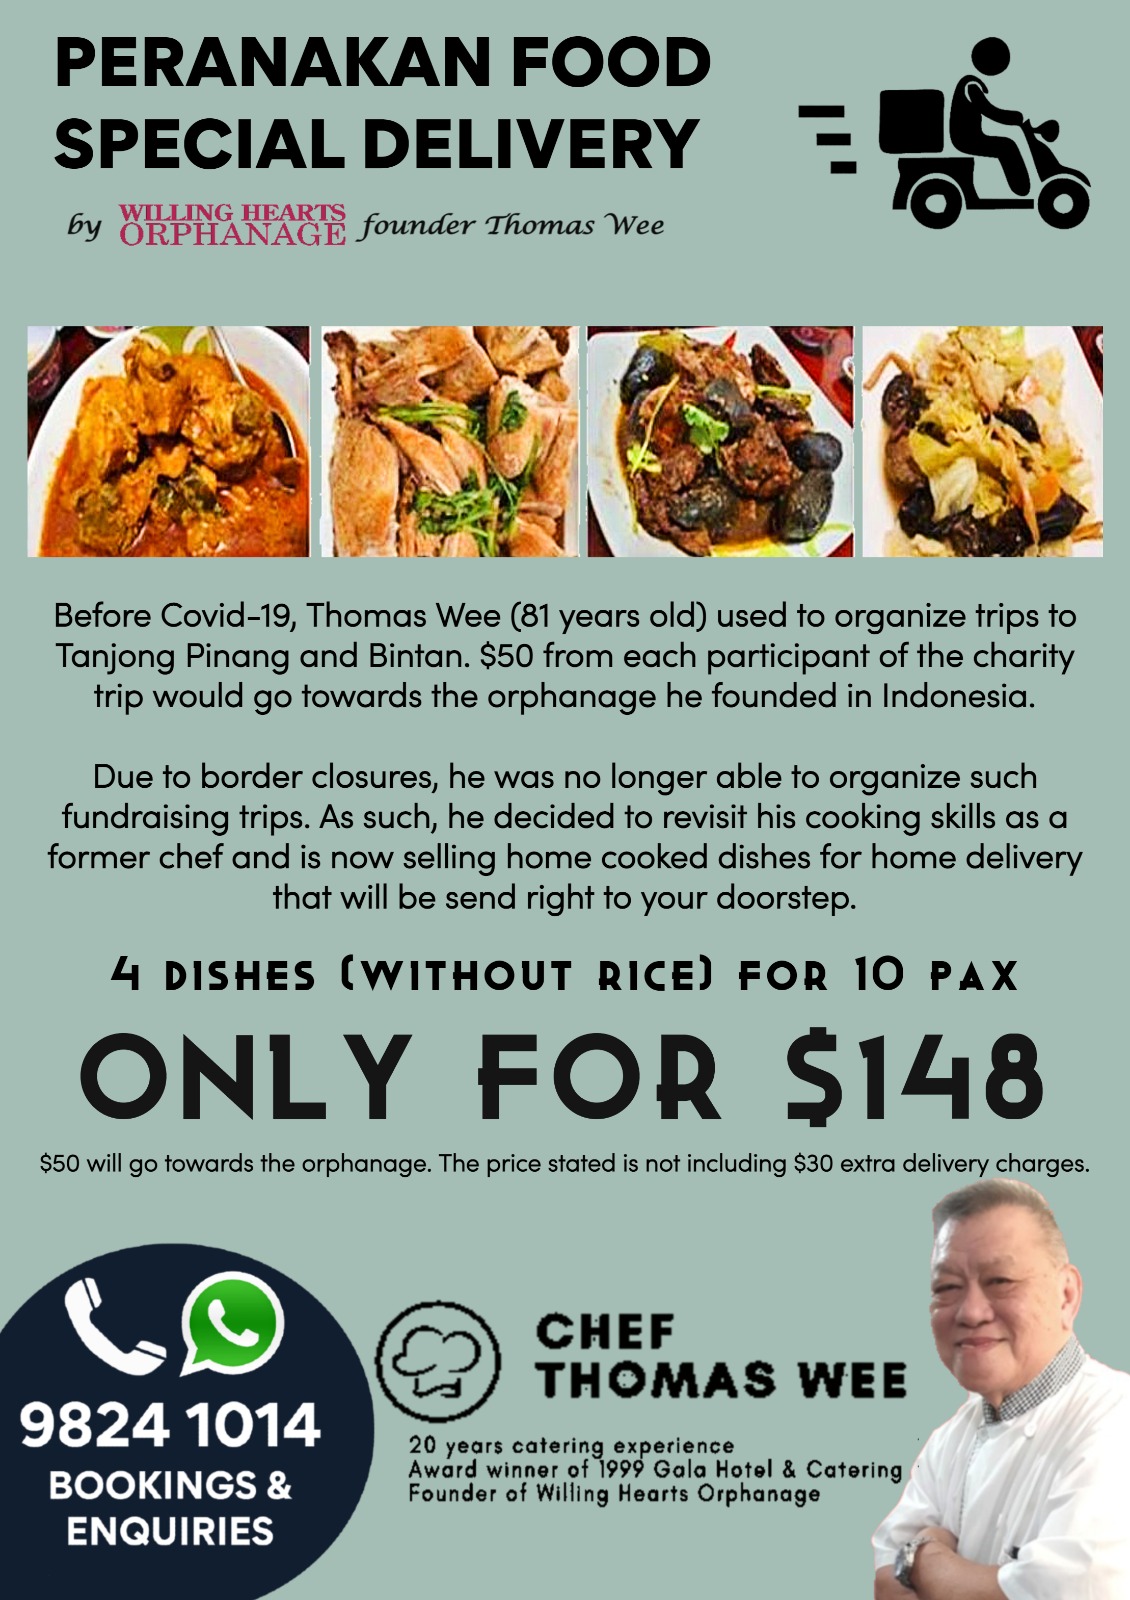 PERANAKAN FOOD
SPECIAL DELIVERY
by WILLING HEARTS ORPHANAGE founder Thomas Wee
Before Covid-19, Thomas Wee (81 years old) used to organize trips to
Tanjong Pinang and Bintan. $50 from each participant of the charity
trip would go towards the orphanage he founded in Indonesia.
Due to border closures, he was no longer able to organize such
fundraising trips. As such, he decided to revisit his cooking skills as a
former chef and is now selling home cooked dishes for home delivery
that will be send right to your doorstep.
4 DISHES (WITHOUT RICE) FOR 10 PAX
ONLY FOR $148
$50 will go towards the orphanage. The price stated is not including $30 extra delivery charges.
9824 1014
BOOKINGS &
ENQUIRIES
CHEF
THOMAS WEE
20 years catering experience
Award winner of 1999 Gala Hotel & Catering
Founder of Willing Hearts Orphanage